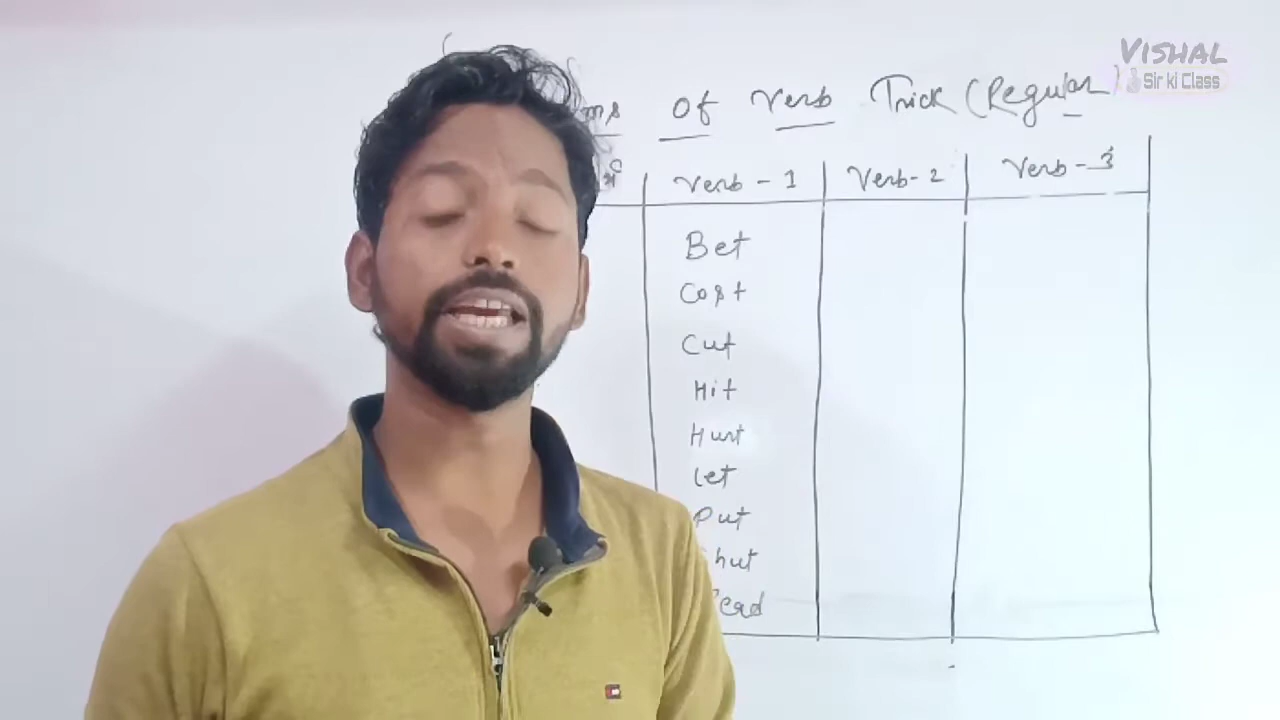 VISHAL
Sir ki Class
ms Of Verb Trick (Regular)
Verb - 1 Verb - 2 Verb - 3
Bet
Cost
Cut
Hit
Hurt
Let
Put
hut